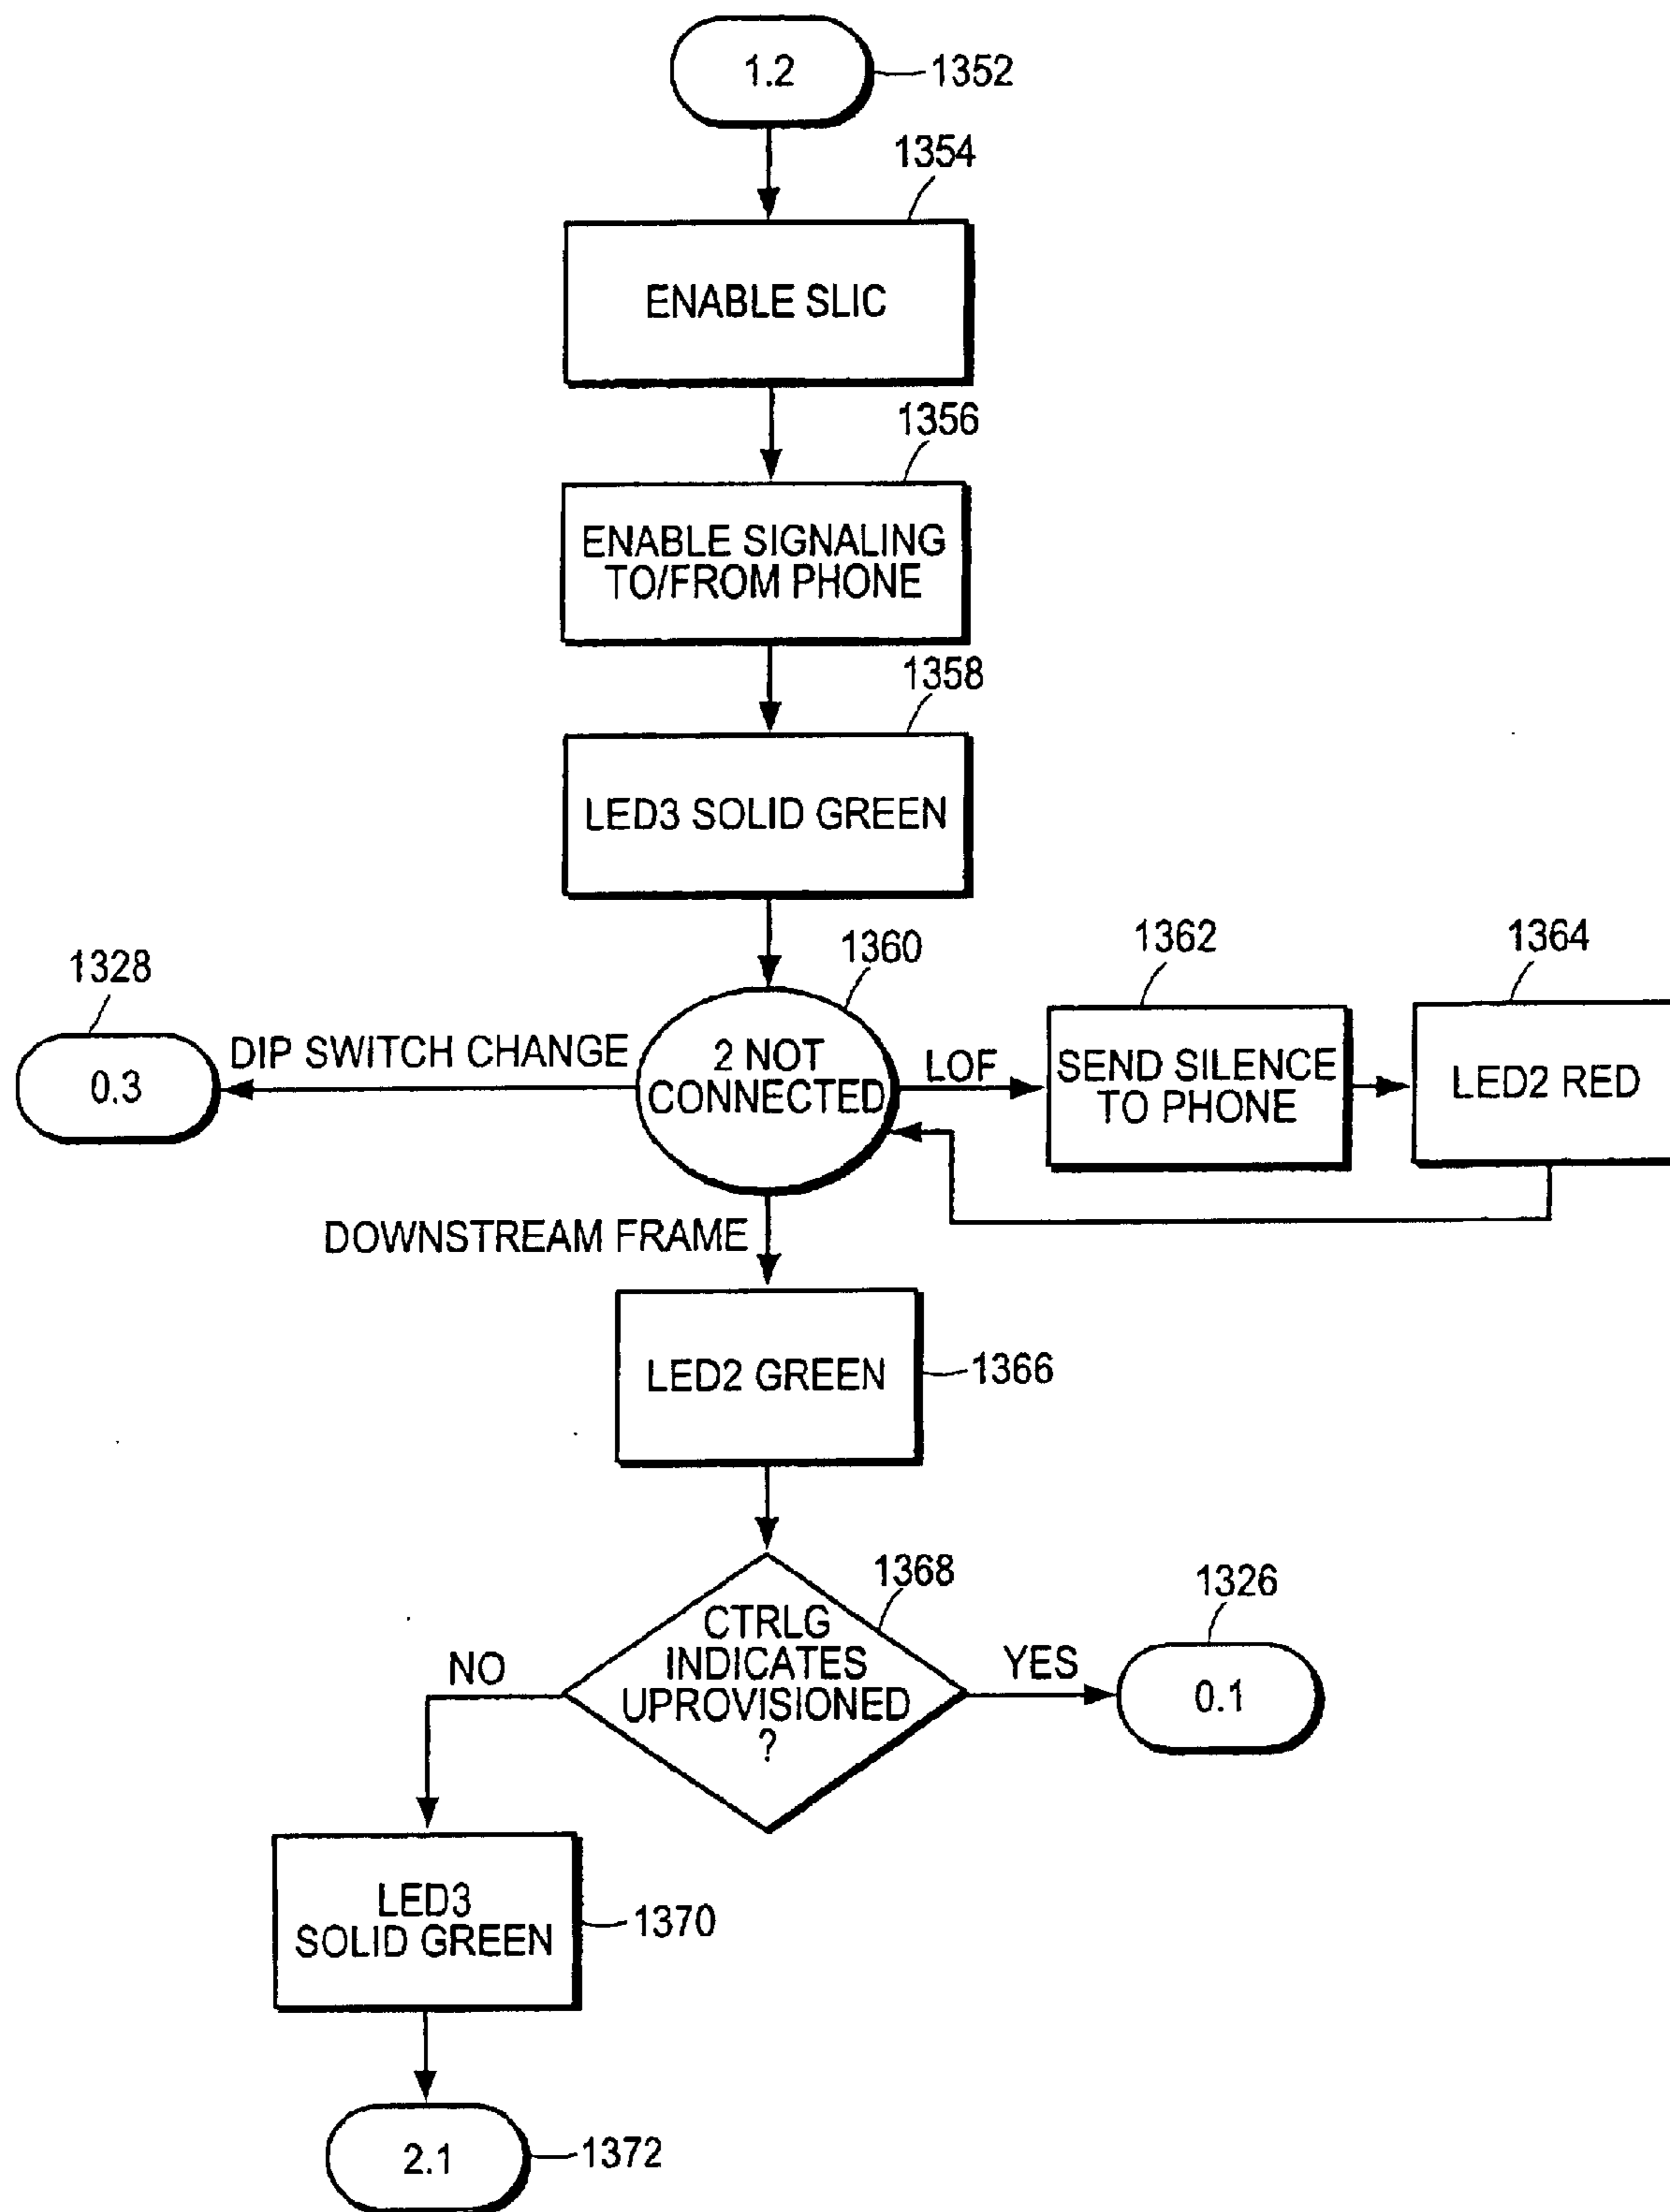 1.2
1352
1354
ENABLE SLIC
1356
ENABLE SIGNALING
TO/FROM PHONE
1358
LED3 SOLID GREEN
1328
1360
1362
1364
0.3
DIP SWITCH CHANGE
2 NOT
CONNECTED
LOF
SEND SILENCE
TO PHONE
LED2 RED
DOWNSTREAM FRAME
LED2 GREEN
1366
1368
1326
CTRLG
INDICATES
UPROVISIONED
?
NO
YES
0.1
LED3
SOLID GREEN
1370
2.1
1372